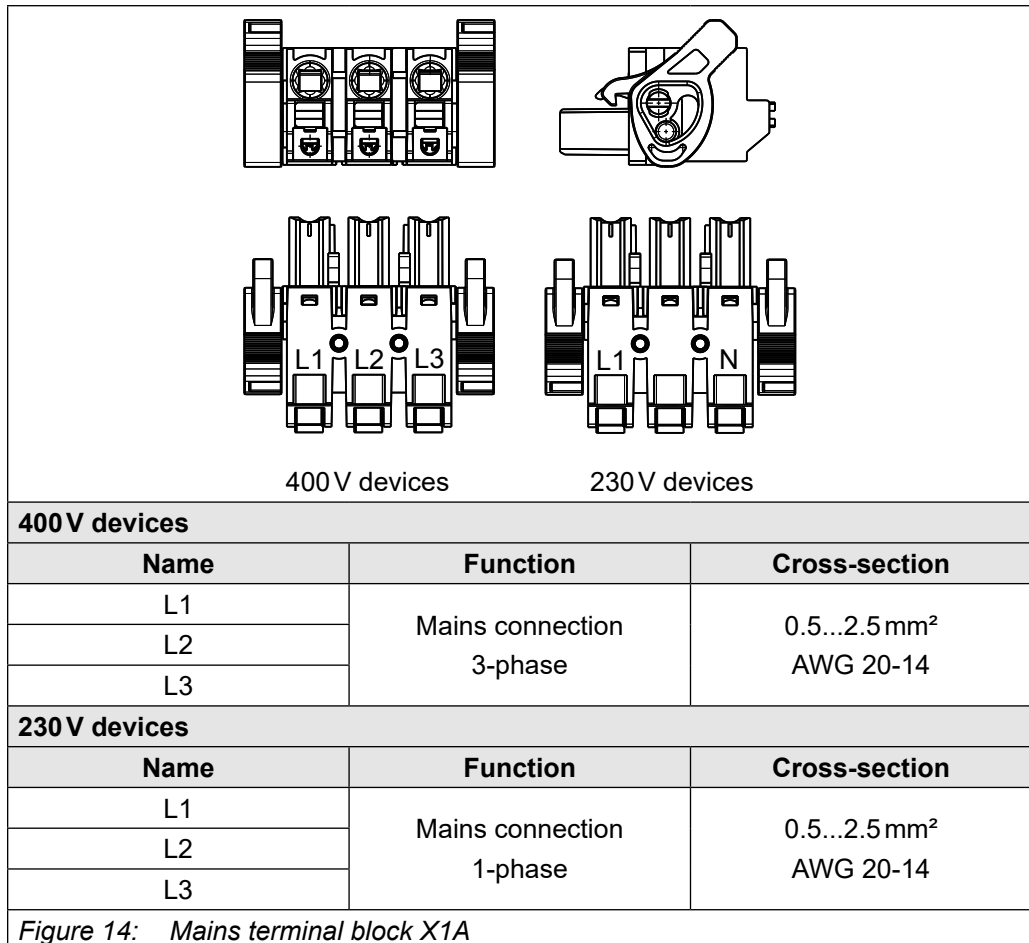 L1 L2 L3 L1 N
400 V devices 230 V devices
400 V devices
Name Function Cross-section
L1
L2
L3
Mains connection
3-phase
0.5...2.5 mm²
AWG 20-14
230 V devices
Name Function Cross-section
L1
L2
L3
Mains connection
1-phase
0.5...2.5 mm²
AWG 20-14
Figure 14: Mains terminal block X1A